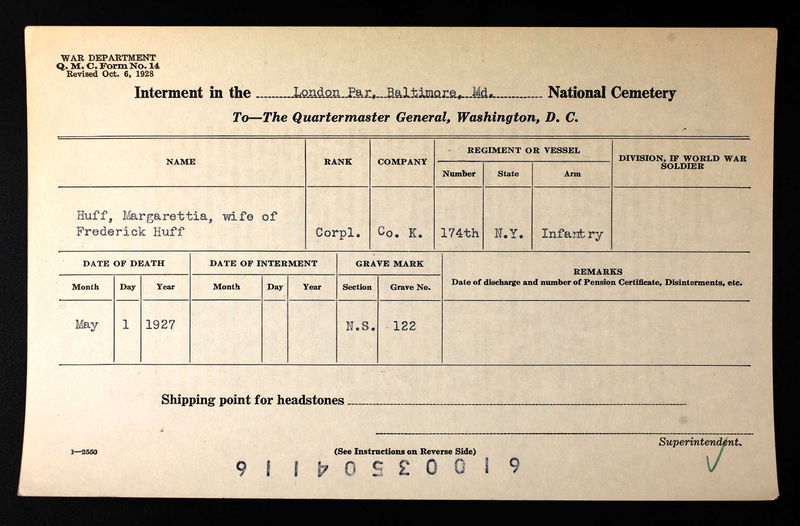 WAR DEPARTMENT
Q. M. C. Form No. 14
Revised Oct. 6, 1928
Interment in the London Par, Baltimore, Md. National Cemetery
To—The Quartermaster General, Washington, D. C.
NAME RANK COMPANY REGIMENT OR VESSEL DIVISION, IF WORLD WAR SOLDIER
Number State Arm
Huff, Margarettia, wife of
Frederick Huff Corpl. Co. K. 174th N.Y. Infantry
DATE OF DEATH DATE OF INTERMENT GRAVE MARK REMARKS
Month Day Year Month Day Year Section Grave No. Date of discharge and number of Pension Certificate, Disinterments, etc.
May 1 1927 N.S. 122
Shipping point for headstones
Superintendent.
3—2550 (See Instructions on Reverse Side)
61003504116